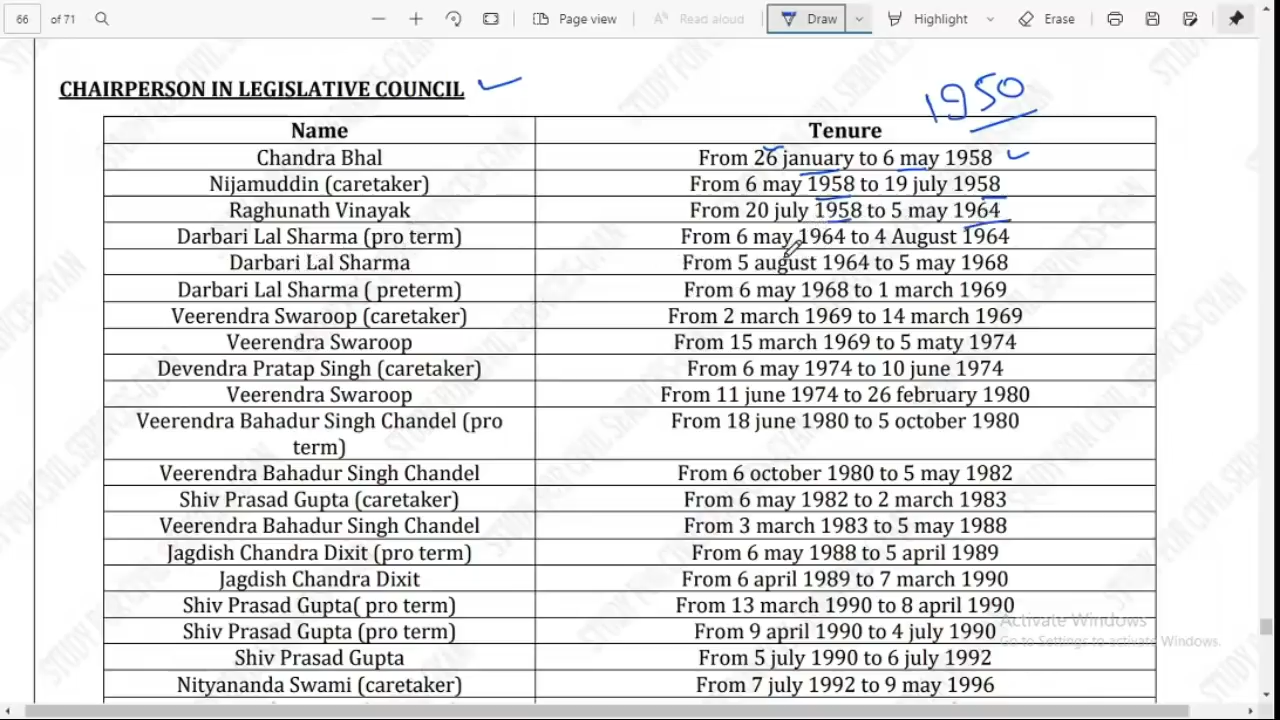 66 of 71 Page view Read aloud Draw Highlight Erase
CHAIRPERSON IN LEGISLATIVE COUNCIL
1950
Name Tenure
Chandra Bhal From 26 january to 6 may 1958
Nijamuddin (caretaker) From 6 may 1958 to 19 july 1958
Raghunath Vinayak From 20 july 1958 to 5 may 1964
Darbari Lal Sharma (pro term) From 6 may 1964 to 4 August 1964
Darbari Lal Sharma From 5 august 1964 to 5 may 1968
Darbari Lal Sharma ( preterm) From 6 may 1968 to 1 march 1969
Veerendra Swaroop (caretaker) From 2 march 1969 to 14 march 1969
Veerendra Swaroop From 15 march 1969 to 5 maty 1974
Devendra Pratap Singh (caretaker) From 6 may 1974 to 10 june 1974
Veerendra Swaroop From 11 june 1974 to 26 february 1980
Veerendra Bahadur Singh Chandel (pro From 18 june 1980 to 5 october 1980
term)
Veerendra Bahadur Singh Chandel From 6 october 1980 to 5 may 1982
Shiv Prasad Gupta (caretaker) From 6 may 1982 to 2 march 1983
Veerendra Bahadur Singh Chandel From 3 march 1983 to 5 may 1988
Jagdish Chandra Dixit (pro term) From 6 may 1988 to 5 april 1989
Jagdish Chandra Dixit From 6 april 1989 to 7 march 1990
Shiv Prasad Gupta( pro term) From 13 march 1990 to 8 april 1990
Shiv Prasad Gupta (pro term) From 9 april 1990 to 4 july 1990
Activate Windows
Go to Settings to activate Windows.
Shiv Prasad Gupta From 5 july 1990 to 6 july 1992
Nityananda Swami (caretaker) From 7 july 1992 to 9 may 1996